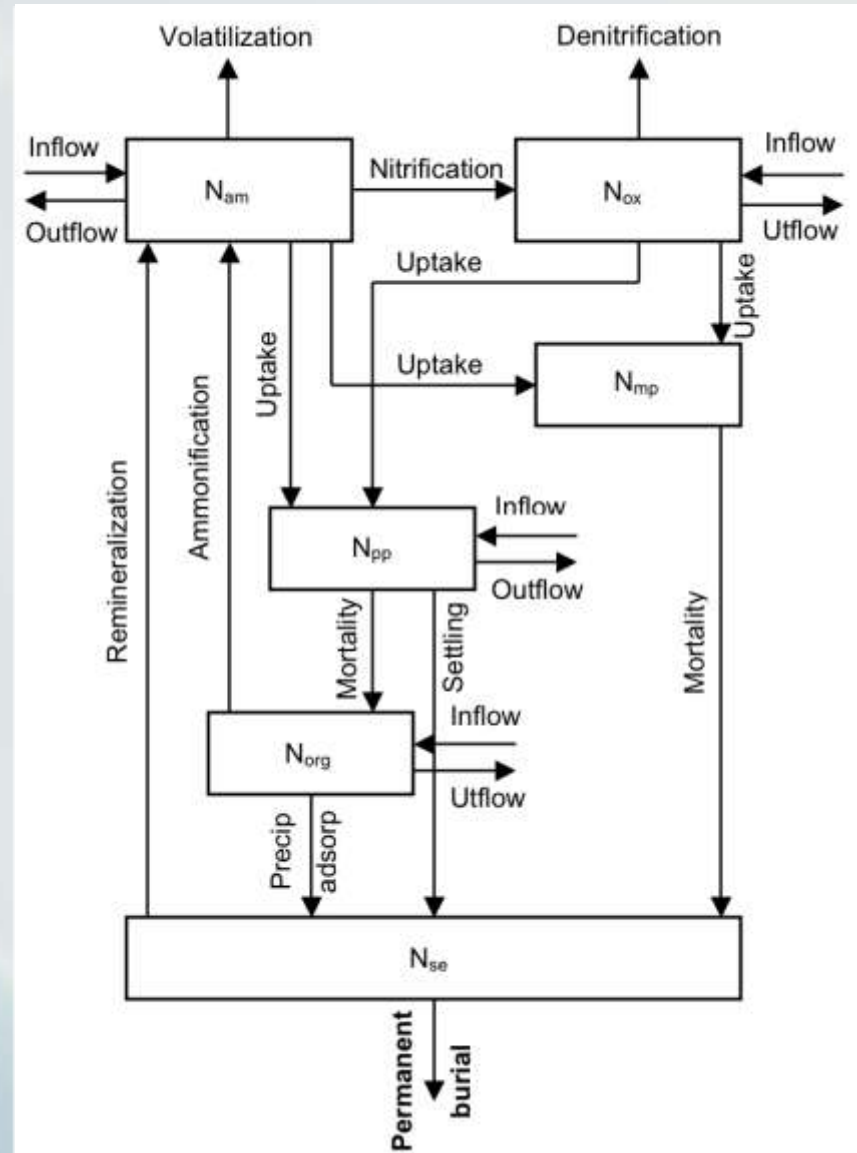 Volatilization
Denitrification
Inflow
Nam
Outflow
Nitrification
Nox
Inflow
Utflow
Uptake
Uptake
Uptake
Uptake
Nmp
Remineralization
Ammonification
Npp
Inflow
Outflow
Mortality
Settling
Mortality
Norg
Inflow
Utflow
Precip
adsorp
Nse
Permanent
burial